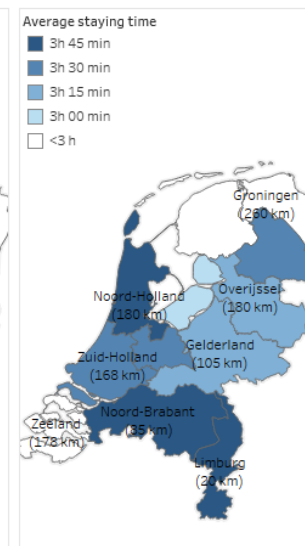 Average staying time
3h 45 min
3h 30 min
3h 15 min
3h 00 min
<3 h
Groningen
(260 km)
Noord-Holland
(180 km)
Overijssel
(180 km)
Zuid-Holland
(168 km)
Gelderland
(105 km)
Zeeland
(178 km)
Noord-Brabant
(85 km)
Limburg
(20 km)